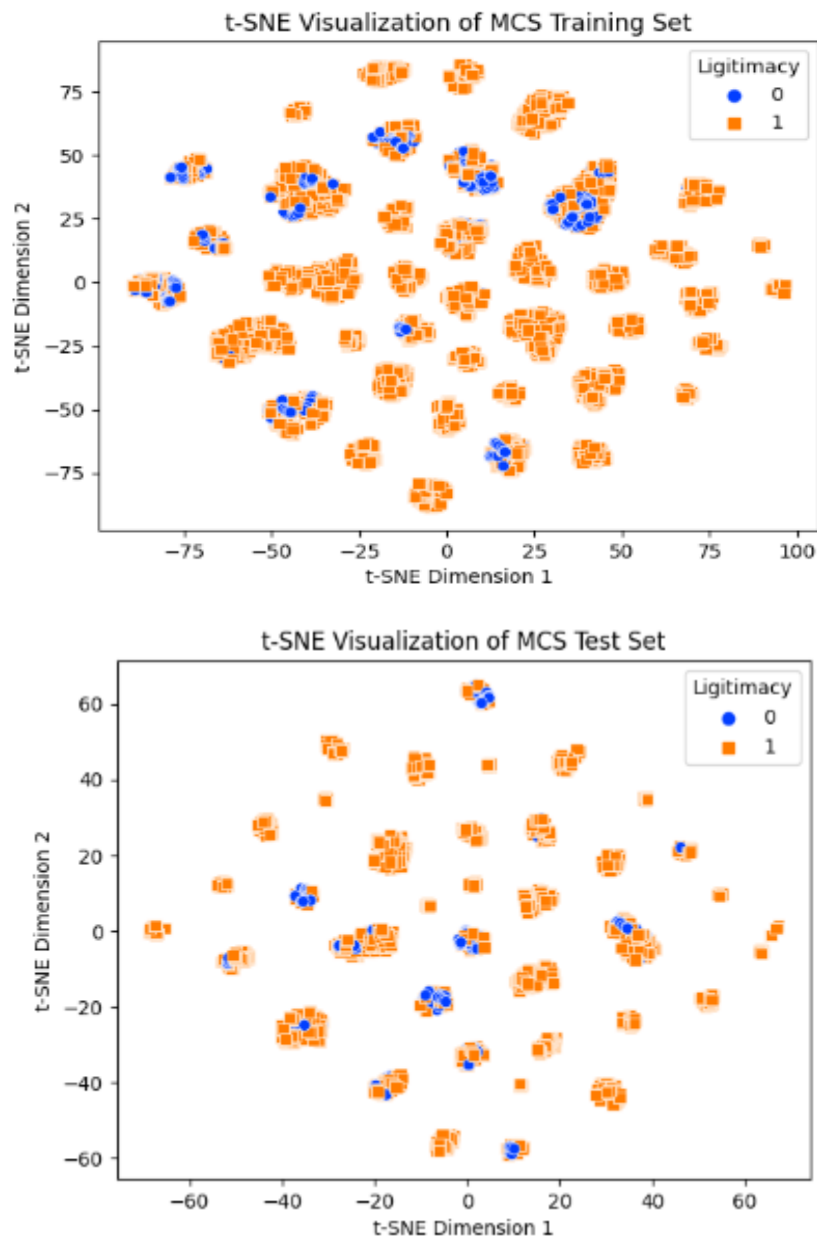 t-SNE Visualization of MCS Training Set
Ligitimacy
0
1
75
50
25
0
−25
−50
−75
t-SNE Dimension 2
−75 −50 −25 0 25 50 75 100
t-SNE Dimension 1
t-SNE Visualization of MCS Test Set
Ligitimacy
0
1
60
40
20
0
−20
−40
−60
t-SNE Dimension 2
−60 −40 −20 0 20 40 60
t-SNE Dimension 1